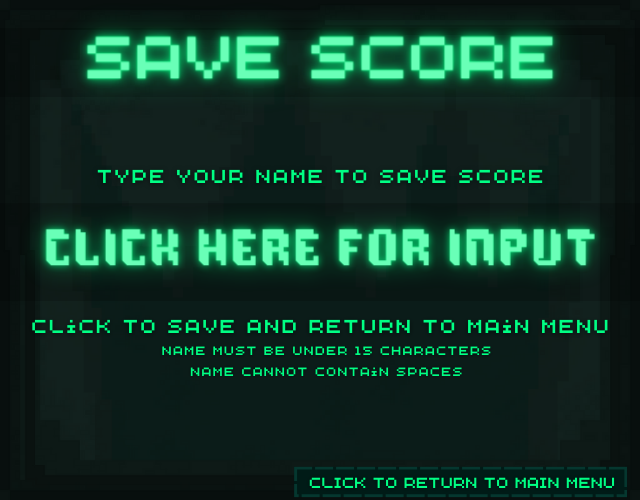 SAVE SCORE
TYPE YOUR NAME TO SAVE SCORE
CLICK HERE FOR INPUT
CLiCK TO SAVE AND RETURN TO MAiN MENU
NAME MUST BE UNDER 15 CHARACTERS
NAME CANNOT CONTAiN SPACES
CLICK TO RETURN TO MAIN MENU